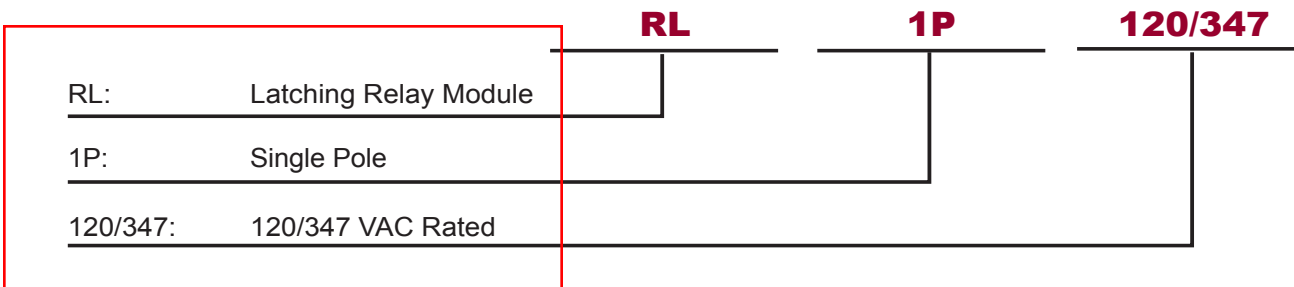 RL 1P 120/347
RL: Latching Relay Module
1P: Single Pole
120/347: 120/347 VAC Rated